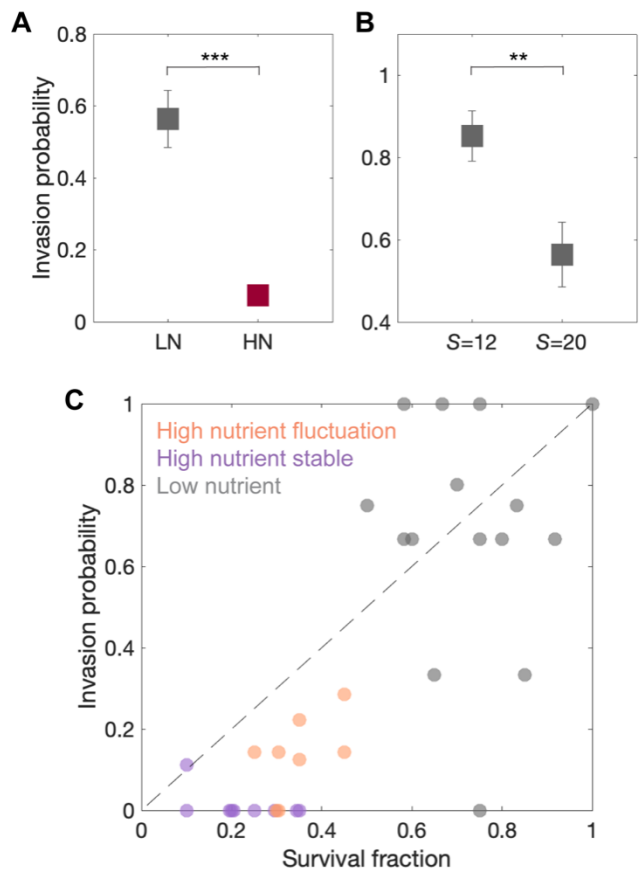 A
Invasion probability
0.8
0.6
0.4
0.2
0
***
LN
HN
B
1
0.8
0.6
0.4
**
S=12
S=20
C
Invasion probability
1
0.8
0.6
0.4
0.2
0
High nutrient fluctuation
High nutrient stable
Low nutrient
0
0.2
0.4
0.6
0.8
1
Survival fraction